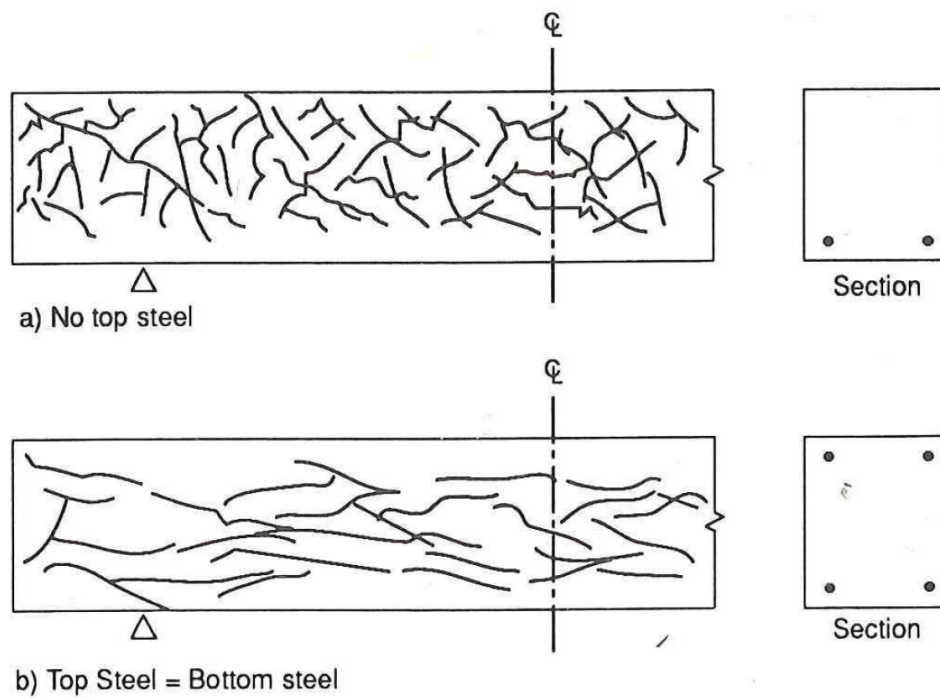 ℄
Section
a) No top steel
℄
Section
b) Top Steel = Bottom steel